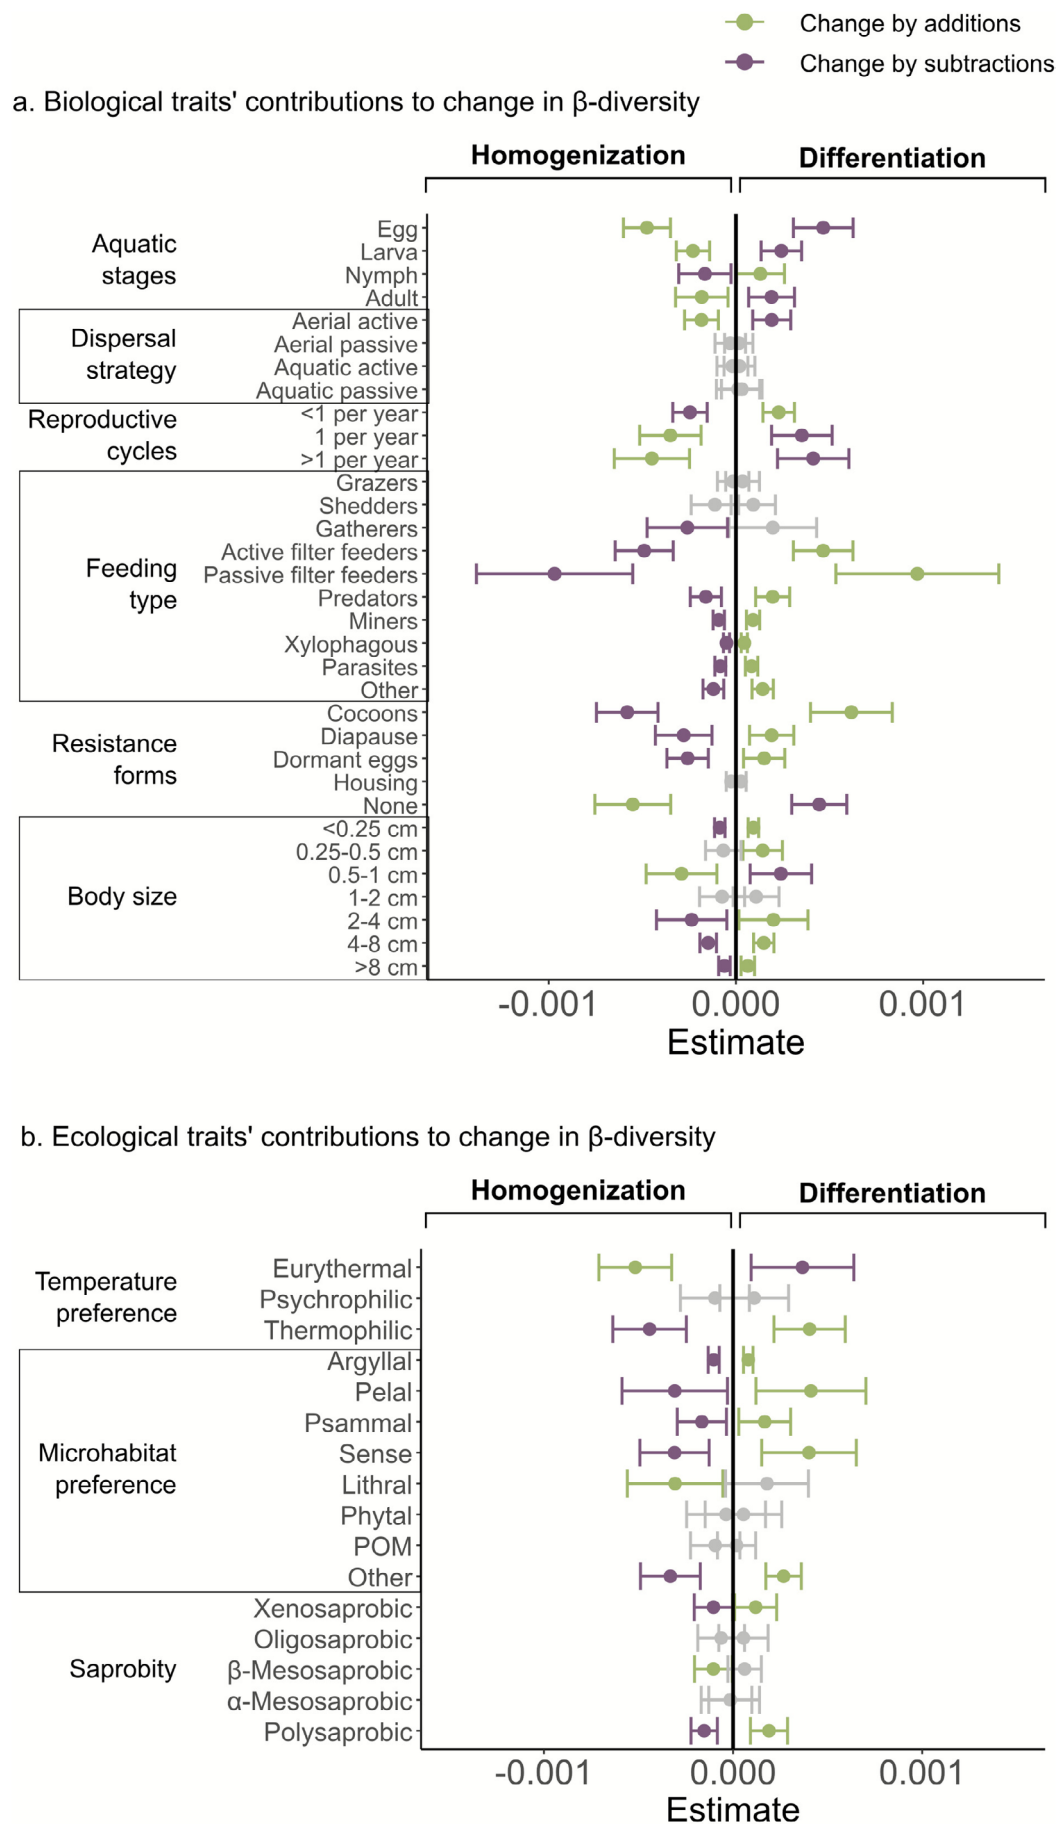 Change by additions
Change by subtractions
a. Biological traits' contributions to change in β-diversity
Homogenization
Differentiation
Aquatic
stages
Egg
Larva
Nymph
Adult
Dispersal
strategy
Aerial active
Aerial passive
Aquatic active
Aquatic passive
Reproductive
cycles
<1 per year
1 per year
>1 per year
Feeding
type
Grazers
Shedders
Gatherers
Active filter feeders
Passive filter feeders
Predators
Miners
Xylophagous
Parasites
Other
Resistance
forms
Cocoons
Diapause
Dormant eggs
Housing
None
Body size
<0.25 cm
0.25-0.5 cm
0.5-1 cm
1-2 cm
2-4 cm
4-8 cm
>8 cm
-0.001
0.000
0.001
Estimate
b. Ecological traits' contributions to change in β-diversity
Homogenization
Differentiation
Temperature
preference
Eurythermal
Psychrophilic
Thermophilic
Microhabitat
preference
Argyllal
Pelal
Psammal
Sense
Lithral
Phytal
POM
Other
Saprobity
Xenosaprobic
Oligosaprobic
β-Mesosaprobic
α-Mesosaprobic
Polysaprobic
-0.001
0.000
0.001
Estimate